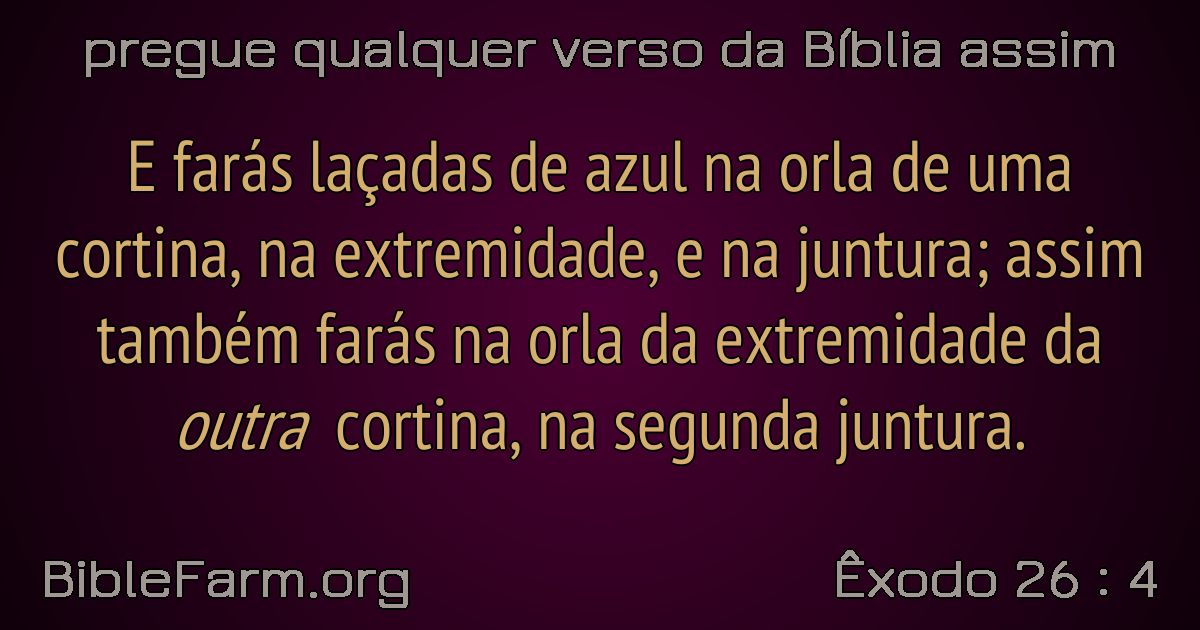 pregue qualquer verso da Bíblia assim
E farás laçadas de azul na orla de uma
cortina, na extremidade, e na juntura; assim
também farás na orla da extremidade da
outra cortina, na segunda juntura.
BibleFarm.org
Êxodo 26 : 4